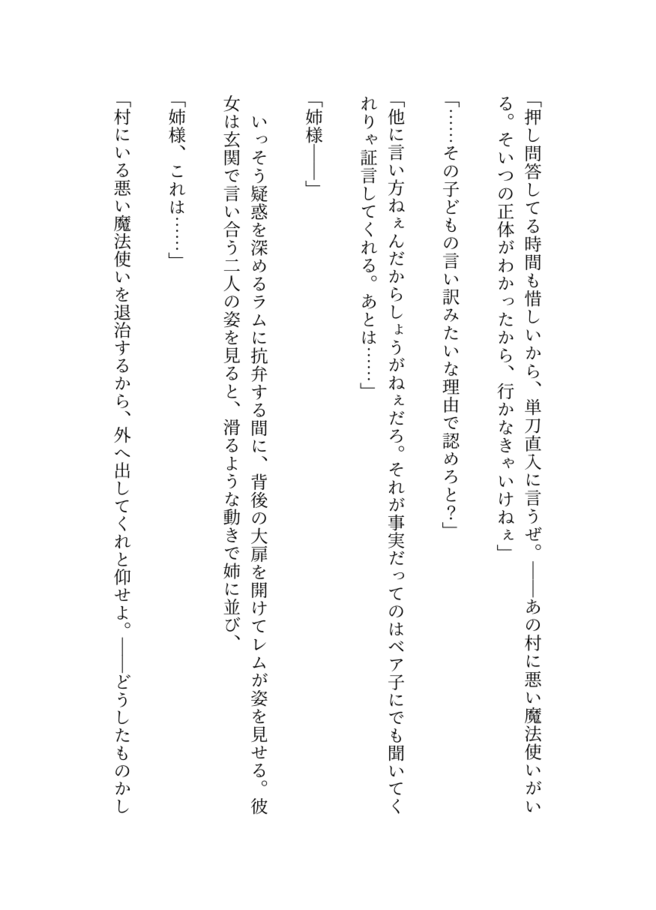 「押し問答してる時間も惜しいから、単刀直入に言うぜ。――あの村に悪い魔法使いがい
る。そいつの正体がわかったから、行かなきゃいけねぇ」
「……その子どもの言い訳みたいな理由で認めろと？」
「他に言い方ねぇんだからしょうがねぇだろ。それが事実だってのはベア子にでも聞いてく
れりゃ証言してくれる。あとは……」
「姉様――」
いっそう疑惑を深めるラムに抗弁する間に、背後の大扉を開けてレムが姿を見せる。彼
女は玄関で言い合う二人の姿を見ると、滑るような動きで姉に並び、
「姉様、これは……」
「村にいる悪い魔法使いを退治するから、外へ出してくれと仰せよ。――どうしたものかし